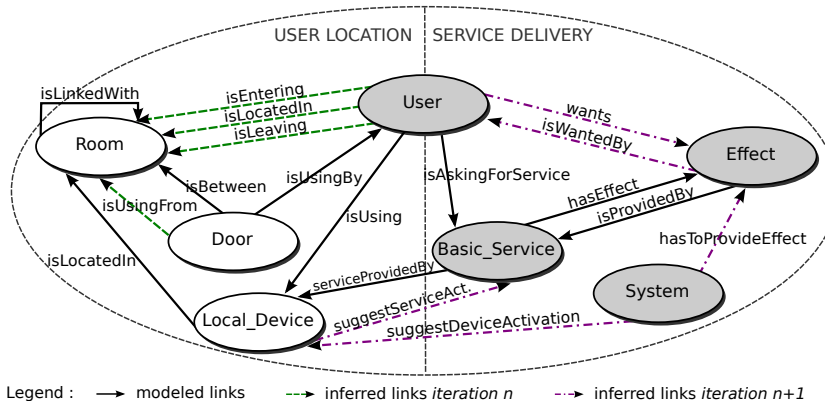 USER LOCATION
SERVICE DELIVERY
isLinkedWith
isEntering
User
wants
isLocatedIn
isWantedBy
isLeaving
Room
Effect
isUsingBy
isAskingForService
isBetween
hasEffect
isUsingFrom
isUsing
isProvidedBy
Door
Basic_Service
hasToProvideEffect
isLocatedIn
serviceProvidedBy
System
suggestServiceAct.
Local_Device
suggestDeviceActivation
Legend : modeled links inferred links iteration n inferred links iteration n+1